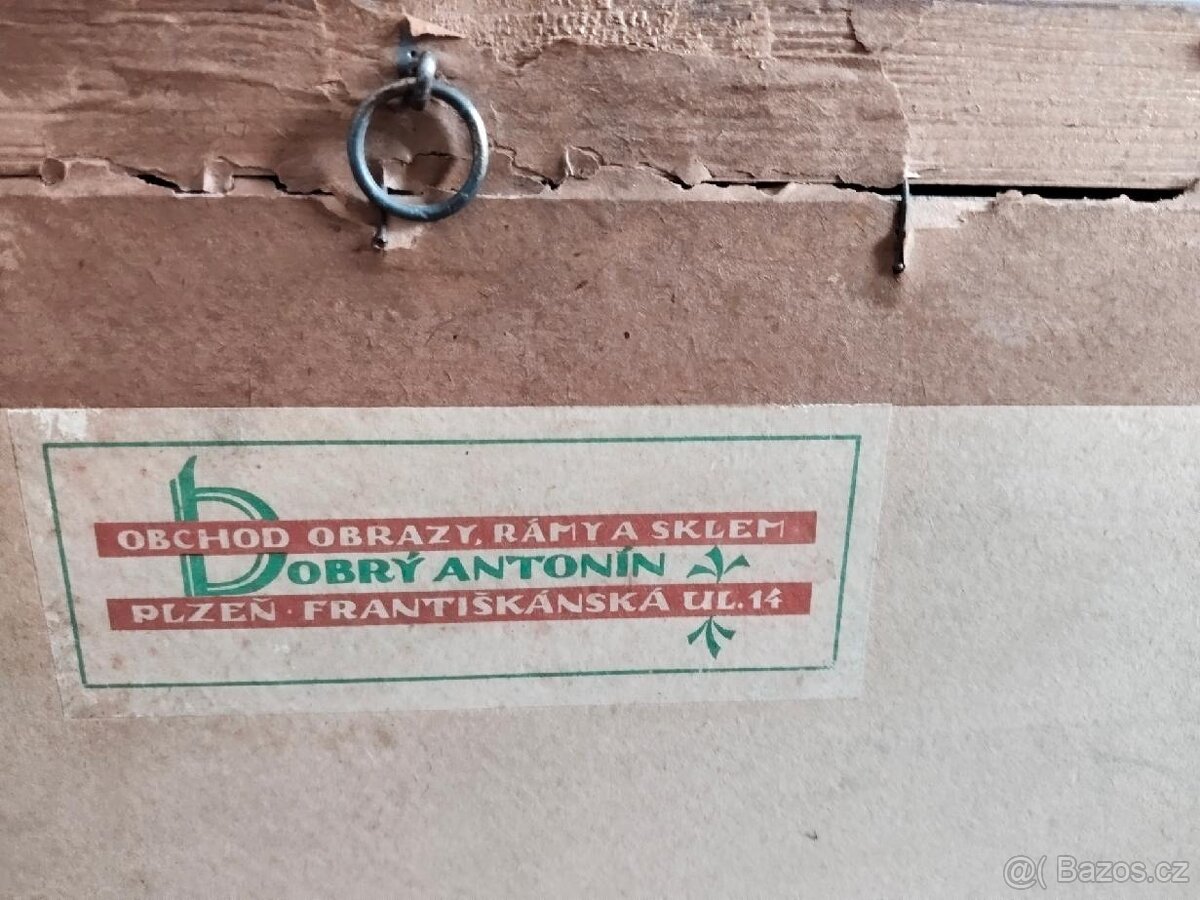 OBCHOD OBRAZY, RÁMY A SKLEM
DOBRÝ ANTONÍN
PLZEŇ · FRANTIŠKÁNSKÁ UL. 14
@( Bazos.cz